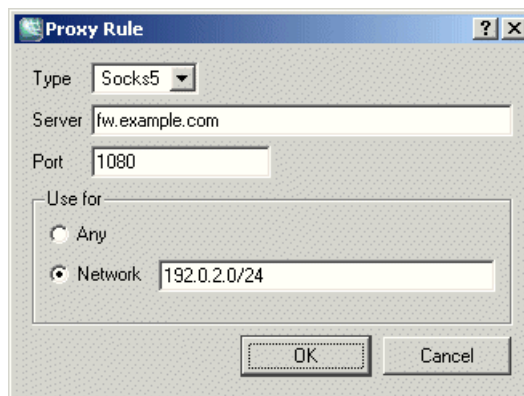 Proxy Rule
Type Socks5
Server fw.example.com
Port 1080
Use for
Any
Network 192.0.2.0/24
OK Cancel